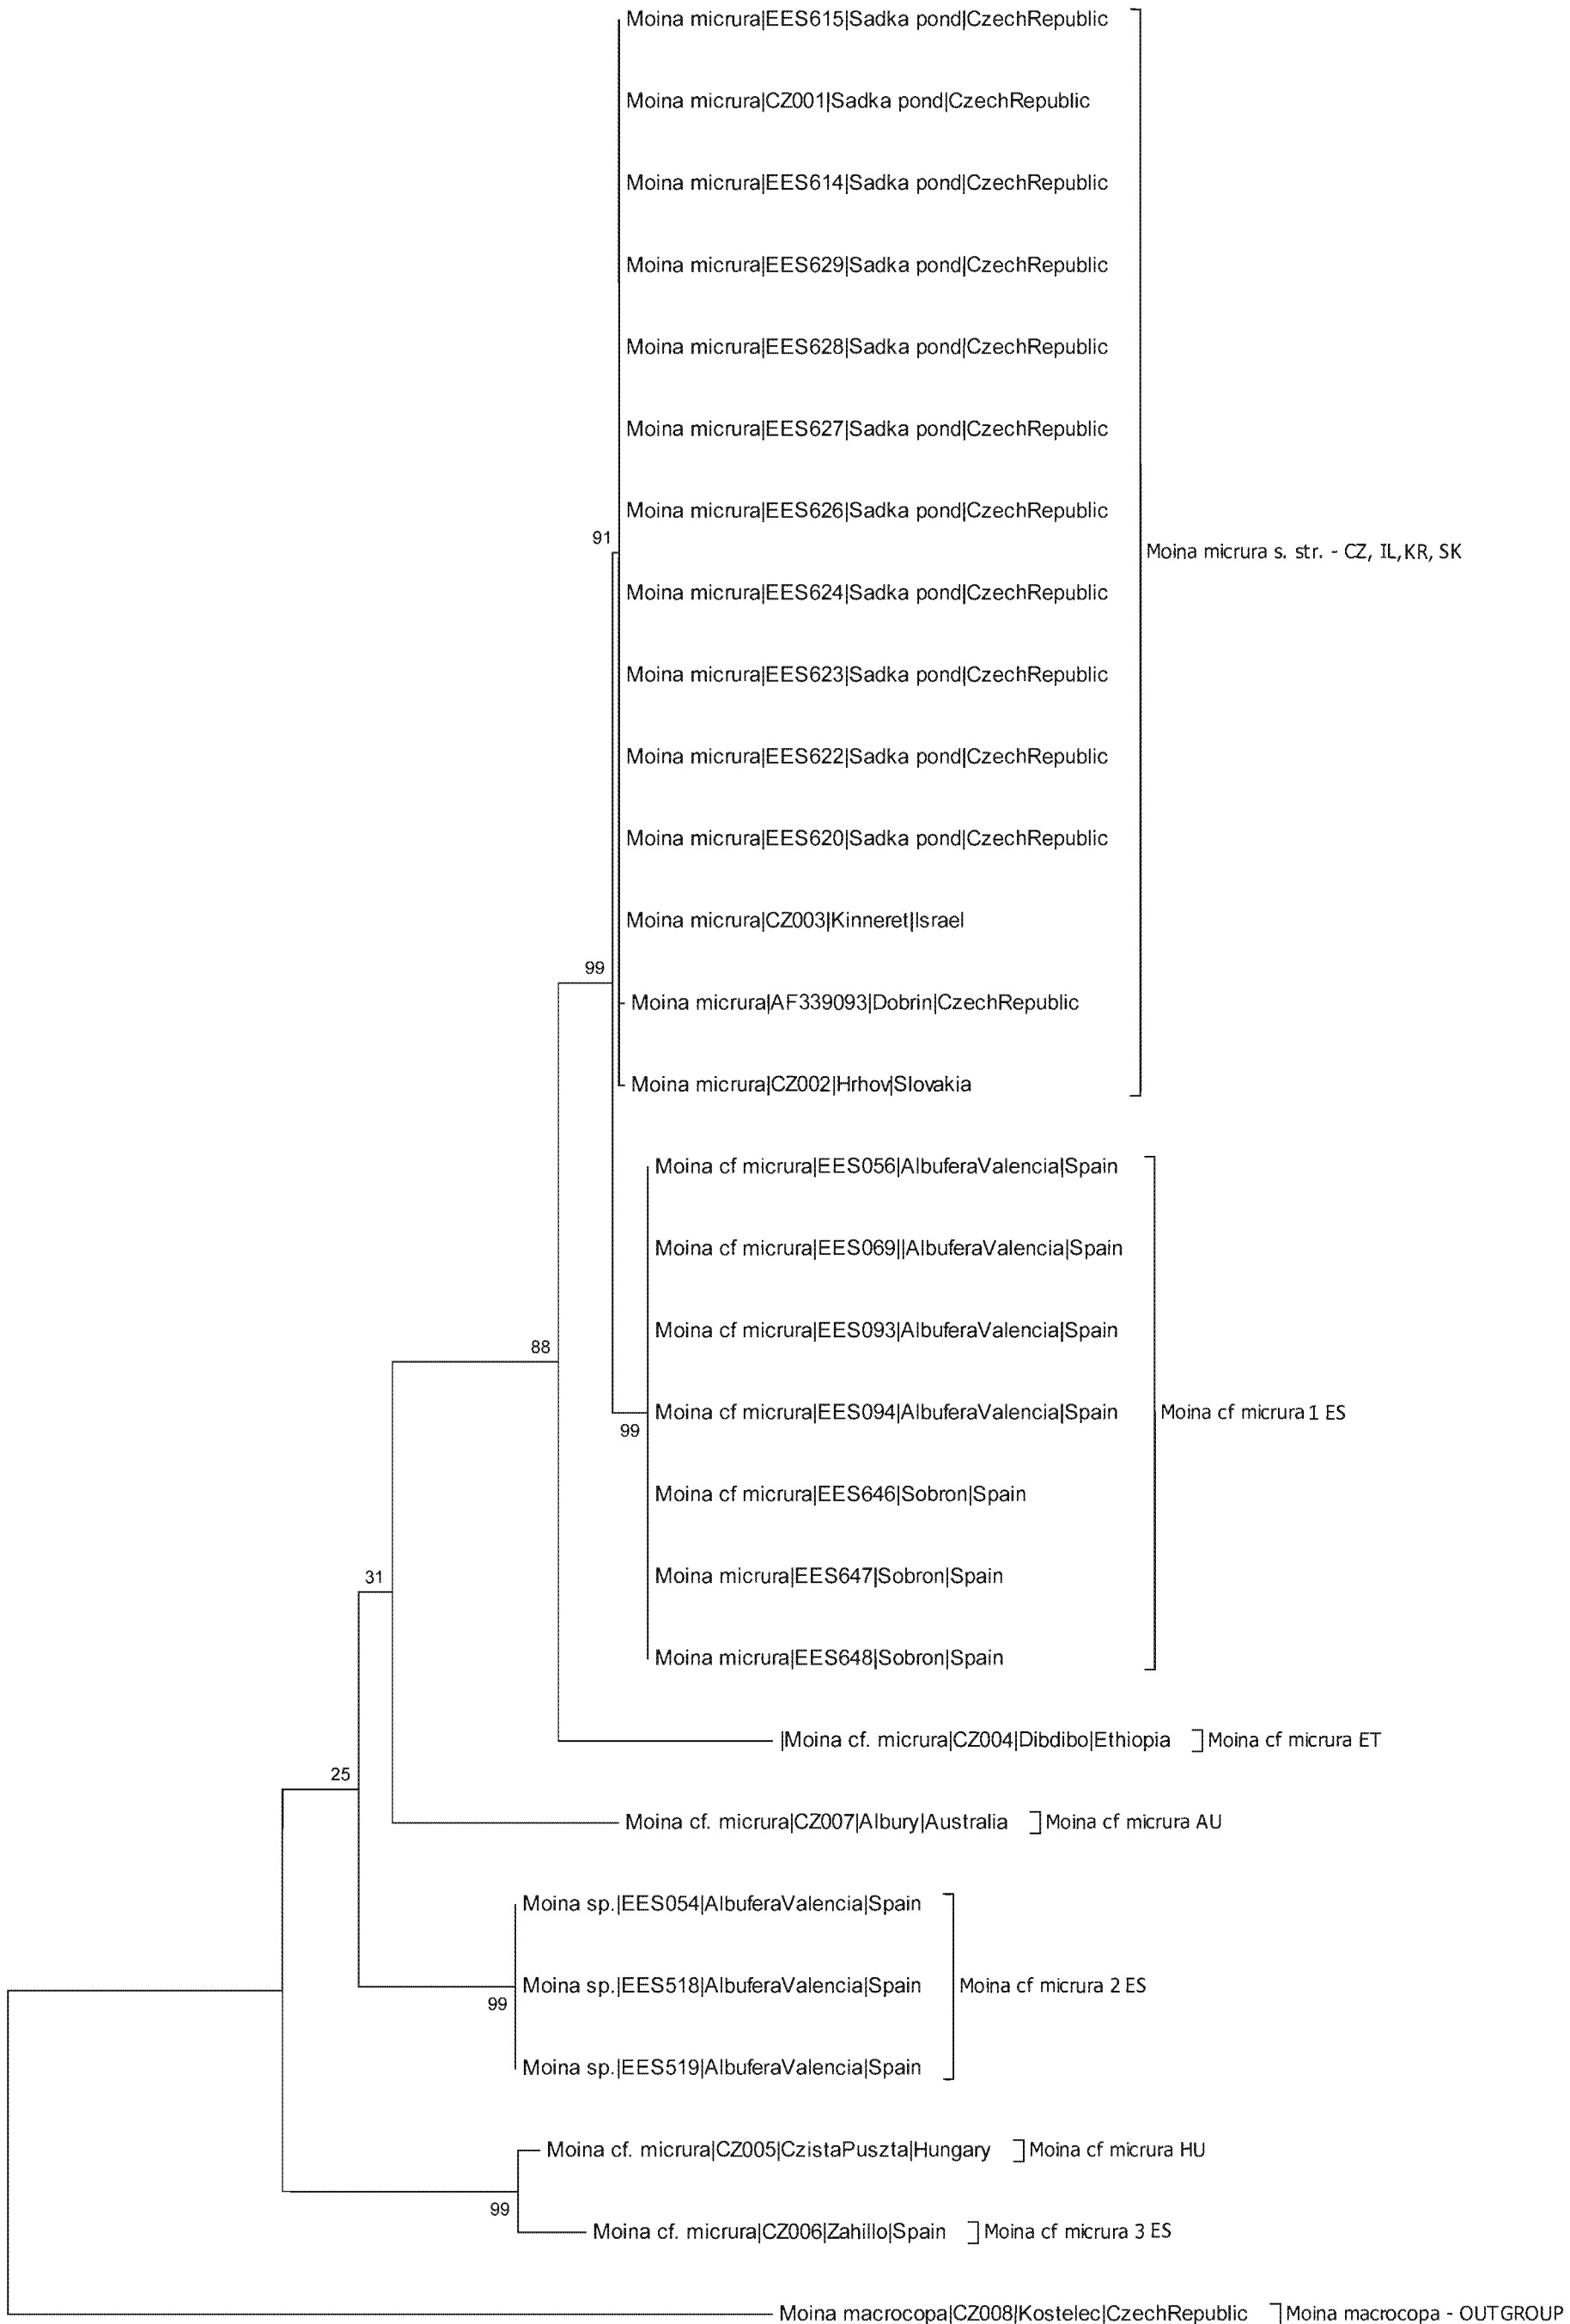 Moina micrura|EES615|Sadka pond|CzechRepublic
Moina micrura|CZ001|Sadka pond|CzechRepublic
Moina micrura|EES614|Sadka pond|CzechRepublic
Moina micrura|EES629|Sadka pond|CzechRepublic
Moina micrura|EES628|Sadka pond|CzechRepublic
Moina micrura|EES627|Sadka pond|CzechRepublic
Moina micrura|EES626|Sadka pond|CzechRepublic
91
Moina micrura s. str. - CZ, IL,KR, SK
Moina micrura|EES624|Sadka pond|CzechRepublic
Moina micrura|EES623|Sadka pond|CzechRepublic
Moina micrura|EES622|Sadka pond|CzechRepublic
Moina micrura|EES620|Sadka pond|CzechRepublic
Moina micrura|CZ003|Kinneret|Israel
99
Moina micrura|AF339093|Dobrin|CzechRepublic
Moina micrura|CZ002|Hrhov|Slovakia
Moina cf micrura|EES056|AlbuferaValencia|Spain
Moina cf micrura|EES069||AlbuferaValencia|Spain
Moina cf micrura|EES093|AlbuferaValencia|Spain
88
Moina cf micrura|EES094|AlbuferaValencia|Spain
Moina cf micrura 1 ES
99
Moina cf micrura|EES646|Sobron|Spain
Moina micrura|EES647|Sobron|Spain
31
Moina micrura|EES648|Sobron|Spain
|Moina cf. micrura|CZ004|Dibdibo|Ethiopia
Moina cf micrura ET
25
Moina cf. micrura|CZ007|Albury|Australia
Moina cf micrura AU
Moina sp.|EES054|AlbuferaValencia|Spain
Moina sp.|EES518|AlbuferaValencia|Spain
Moina cf micrura 2 ES
99
Moina sp.|EES519|AlbuferaValencia|Spain
Moina cf. micrura|CZ005|CzistaPuszta|Hungary
Moina cf micrura HU
99
Moina cf. micrura|CZ006|Zahillo|Spain
Moina cf micrura 3 ES
Moina macrocopa|CZ008|Kostelec|CzechRepublic
Moina macrocopa - OUTGROUP